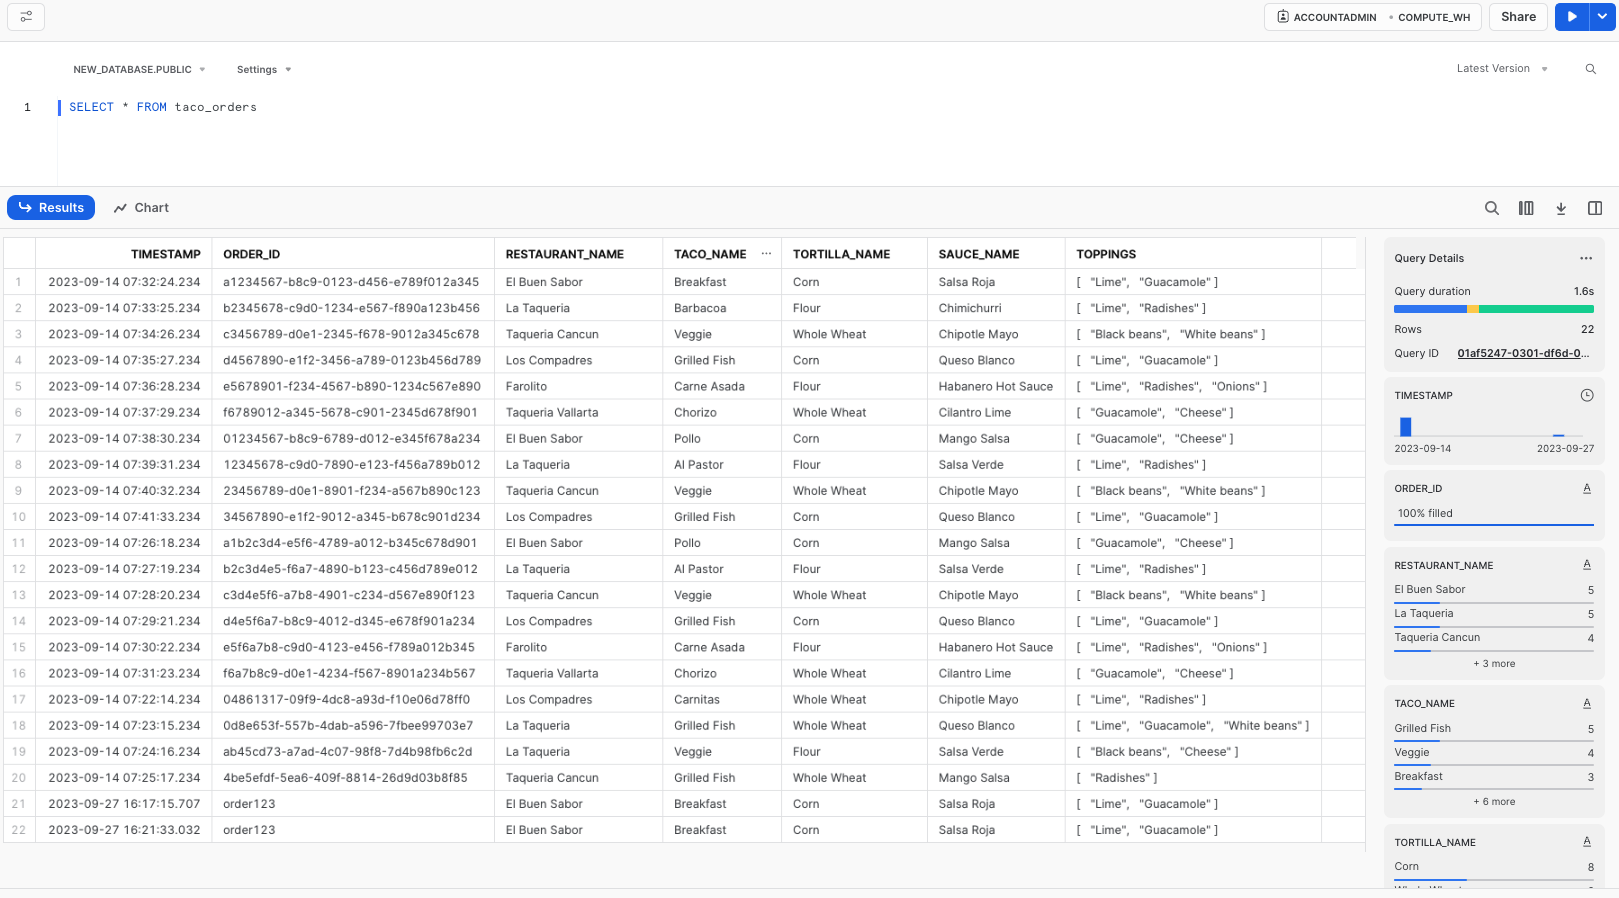 ACCOUNTADMIN • COMPUTE_WH Share
NEW_DATABASE.PUBLIC Settings Latest Version
1 SELECT * FROM taco_orders
Results Chart
TIMESTAMP ORDER_ID RESTAURANT_NAME TACO_NAME ... TORTILLA_NAME SAUCE_NAME TOPPINGS
1 2023-09-14 07:32:24.234 a1234567-b8c9-0123-d456-e789f012a345 El Buen Sabor Breakfast Corn Salsa Roja [ "Lime", "Guacamole" ]
2 2023-09-14 07:33:25.234 b2345678-c9d0-1234-e567-f890a123b456 La Taqueria Barbacoa Flour Chimichurri [ "Lime", "Radishes" ]
3 2023-09-14 07:34:26.234 c3456789-d0e1-2345-f678-9012a345c678 Taqueria Cancun Veggie Whole Wheat Chipotle Mayo [ "Black beans", "White beans" ]
4 2023-09-14 07:35:27.234 d4567890-e1f2-3456-a789-0123b456d789 Los Compadres Grilled Fish Corn Queso Blanco [ "Lime", "Guacamole" ]
5 2023-09-14 07:36:28.234 e5678901-f234-4567-b890-1234c567e890 Farolito Carne Asada Flour Habanero Hot Sauce [ "Lime", "Radishes", "Onions" ]
6 2023-09-14 07:37:29.234 f6789012-a345-5678-c901-2345d678f901 Taqueria Vallarta Chorizo Whole Wheat Cilantro Lime [ "Guacamole", "Cheese" ]
7 2023-09-14 07:38:30.234 01234567-b8c9-6789-d012-e345f678a234 El Buen Sabor Pollo Corn Mango Salsa [ "Guacamole", "Cheese" ]
8 2023-09-14 07:39:31.234 12345678-c9d0-7890-e123-f456a789b012 La Taqueria Al Pastor Flour Salsa Verde [ "Lime", "Radishes" ]
9 2023-09-14 07:40:32.234 23456789-d0e1-8901-f234-a567b890c123 Taqueria Cancun Veggie Whole Wheat Chipotle Mayo [ "Black beans", "White beans" ]
10 2023-09-14 07:41:33.234 34567890-e1f2-9012-a345-b678c901d234 Los Compadres Grilled Fish Corn Queso Blanco [ "Lime", "Guacamole" ]
11 2023-09-14 07:26:18.234 a1b2c3d4-e5f6-4789-a012-b345c678d901 El Buen Sabor Pollo Corn Mango Salsa [ "Guacamole", "Cheese" ]
12 2023-09-14 07:27:19.234 b2c3d4e5-f6a7-4890-b123-c456d789e012 La Taqueria Al Pastor Flour Salsa Verde [ "Lime", "Radishes" ]
13 2023-09-14 07:28:20.234 c3d4e5f6-a7b8-4901-c234-d567e890f123 Taqueria Cancun Veggie Whole Wheat Chipotle Mayo [ "Black beans", "White beans" ]
14 2023-09-14 07:29:21.234 d4e5f6a7-b8c9-4012-d345-e678f901a234 Los Compadres Grilled Fish Corn Queso Blanco [ "Lime", "Guacamole" ]
15 2023-09-14 07:30:22.234 e5f6a7b8-c9d0-4123-e456-f789a012b345 Farolito Carne Asada Flour Habanero Hot Sauce [ "Lime", "Radishes", "Onions" ]
16 2023-09-14 07:31:23.234 f6a7b8c9-d0e1-4234-f567-8901a234b567 Taqueria Vallarta Chorizo Whole Wheat Cilantro Lime [ "Guacamole", "Cheese" ]
17 2023-09-14 07:22:14.234 04861317-09f9-4dc8-a93d-f10e06d78ff0 Los Compadres Carnitas Whole Wheat Chipotle Mayo [ "Lime", "Radishes" ]
18 2023-09-14 07:23:15.234 0d8e653f-557b-4dab-a596-7fbee99703e7 La Taqueria Grilled Fish Whole Wheat Queso Blanco [ "Lime", "Guacamole", "White beans" ]
19 2023-09-14 07:24:16.234 ab45cd73-a7ad-4c07-98f8-7d4b98fb6c2d La Taqueria Veggie Flour Salsa Verde [ "Black beans", "Cheese" ]
20 2023-09-14 07:25:17.234 4be5efdf-5ea6-409f-8814-26d9d03b8f85 Taqueria Cancun Grilled Fish Whole Wheat Mango Salsa [ "Radishes" ]
21 2023-09-27 16:17:15.707 order123 El Buen Sabor Breakfast Corn Salsa Roja [ "Lime", "Guacamole" ]
22 2023-09-27 16:21:33.032 order123 El Buen Sabor Breakfast Corn Salsa Roja [ "Lime", "Guacamole" ]
Query Details ...
Query duration 1.6s
Rows 22
Query ID 01af5247-0301-df6d-0...
TIMESTAMP
2023-09-14 2023-09-27
ORDER_ID A
100% filled
RESTAURANT_NAME A
El Buen Sabor 5
La Taqueria 5
Taqueria Cancun 4
+ 3 more
TACO_NAME A
Grilled Fish 5
Veggie 4
Breakfast 3
+ 6 more
TORTILLA_NAME A
Corn 8